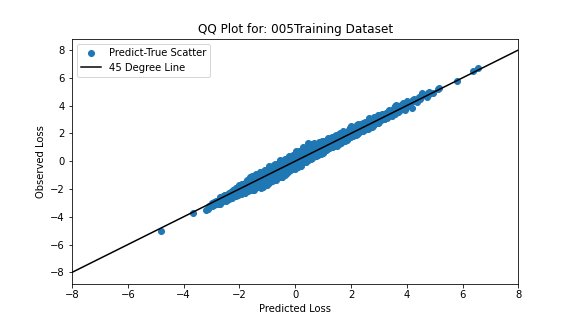 QQ Plot for: 005Training Dataset
Predict-True Scatter
45 Degree Line
Observed Loss
8
6
4
2
0
−2
−4
−6
−8
−8 −6 −4 −2 0 2 4 6 8
Predicted Loss